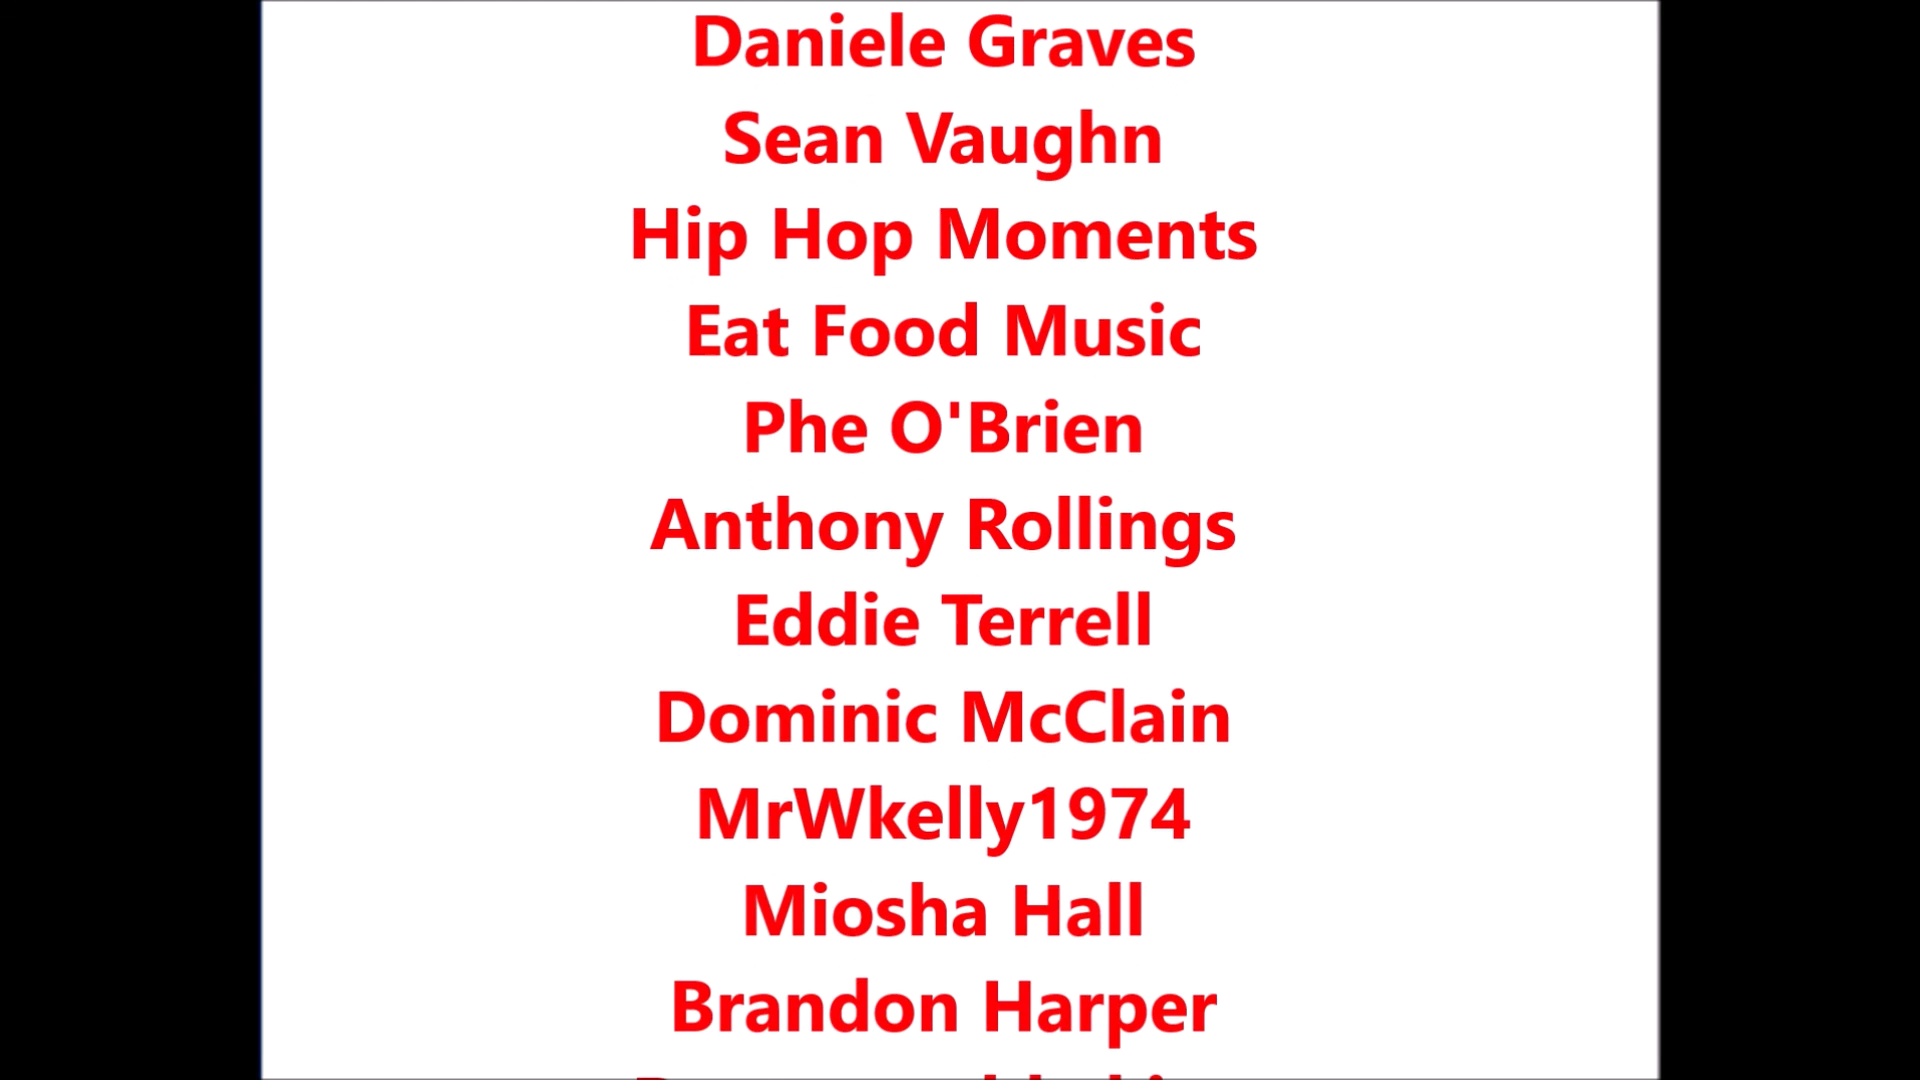 Daniele Graves
Sean Vaughn
Hip Hop Moments
Eat Food Music
Phe O'Brien
Anthony Rollings
Eddie Terrell
Dominic McClain
MrWkelly1974
Miosha Hall
Brandon Harper